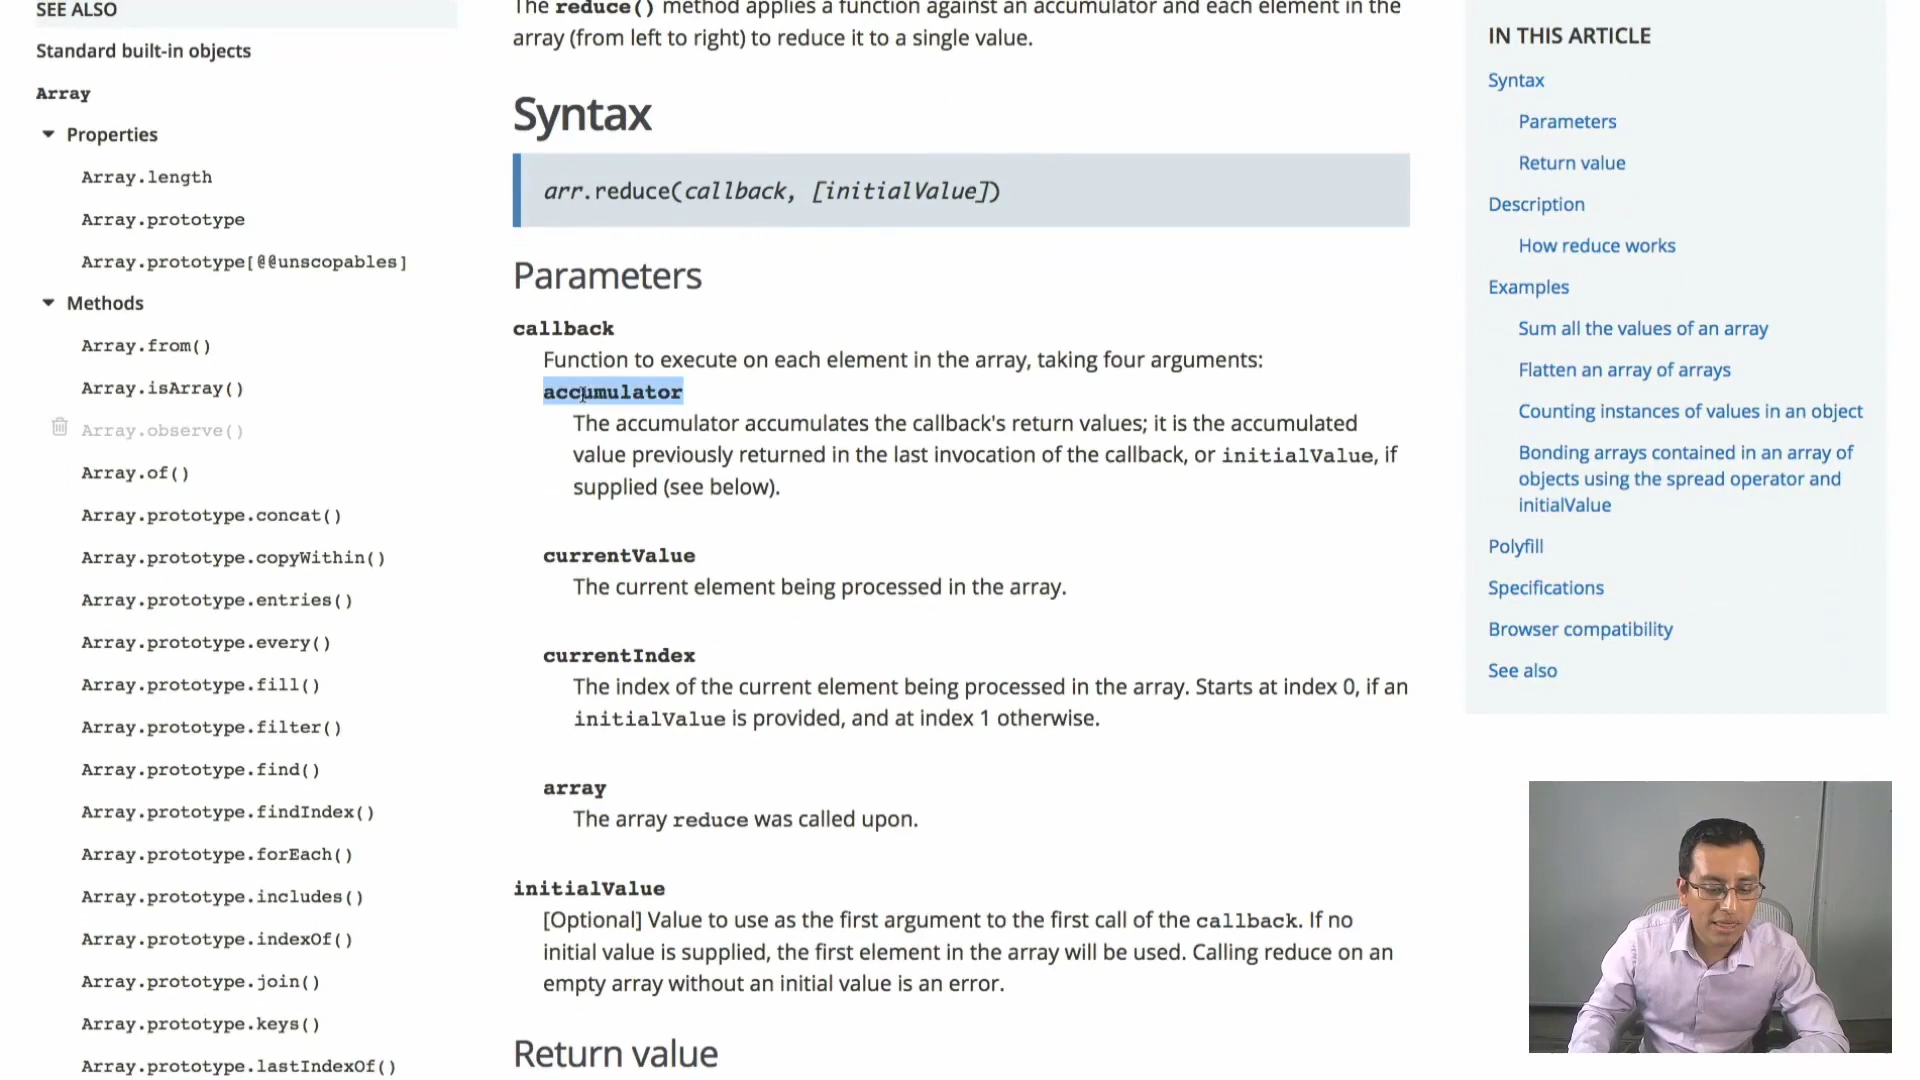 SEE ALSO
Standard built-in objects
Array
Properties
Array.length
Array.prototype
Array.prototype[@@unscopables]
Methods
Array.from()
Array.isArray()
Array.observe()
Array.of()
Array.prototype.concat()
Array.prototype.copyWithin()
Array.prototype.entries()
Array.prototype.every()
Array.prototype.fill()
Array.prototype.filter()
Array.prototype.find()
Array.prototype.findIndex()
Array.prototype.forEach()
Array.prototype.includes()
Array.prototype.indexOf()
Array.prototype.join()
Array.prototype.keys()
Array.prototype.lastIndexOf()
The reduce() method applies a function against an accumulator and each element in the
array (from left to right) to reduce it to a single value.
Syntax
arr.reduce(callback, [initialValue])
Parameters
callback
Function to execute on each element in the array, taking four arguments:
accumulator
The accumulator accumulates the callback's return values; it is the accumulated
value previously returned in the last invocation of the callback, or initialValue, if
supplied (see below).
currentValue
The current element being processed in the array.
currentIndex
The index of the current element being processed in the array. Starts at index 0, if an
initialValue is provided, and at index 1 otherwise.
array
The array reduce was called upon.
initialValue
[Optional] Value to use as the first argument to the first call of the callback. If no
initial value is supplied, the first element in the array will be used. Calling reduce on an
empty array without an initial value is an error.
Return value
IN THIS ARTICLE
Syntax
Parameters
Return value
Description
How reduce works
Examples
Sum all the values of an array
Flatten an array of arrays
Counting instances of values in an object
Bonding arrays contained in an array of
objects using the spread operator and
initialValue
Polyfill
Specifications
Browser compatibility
See also